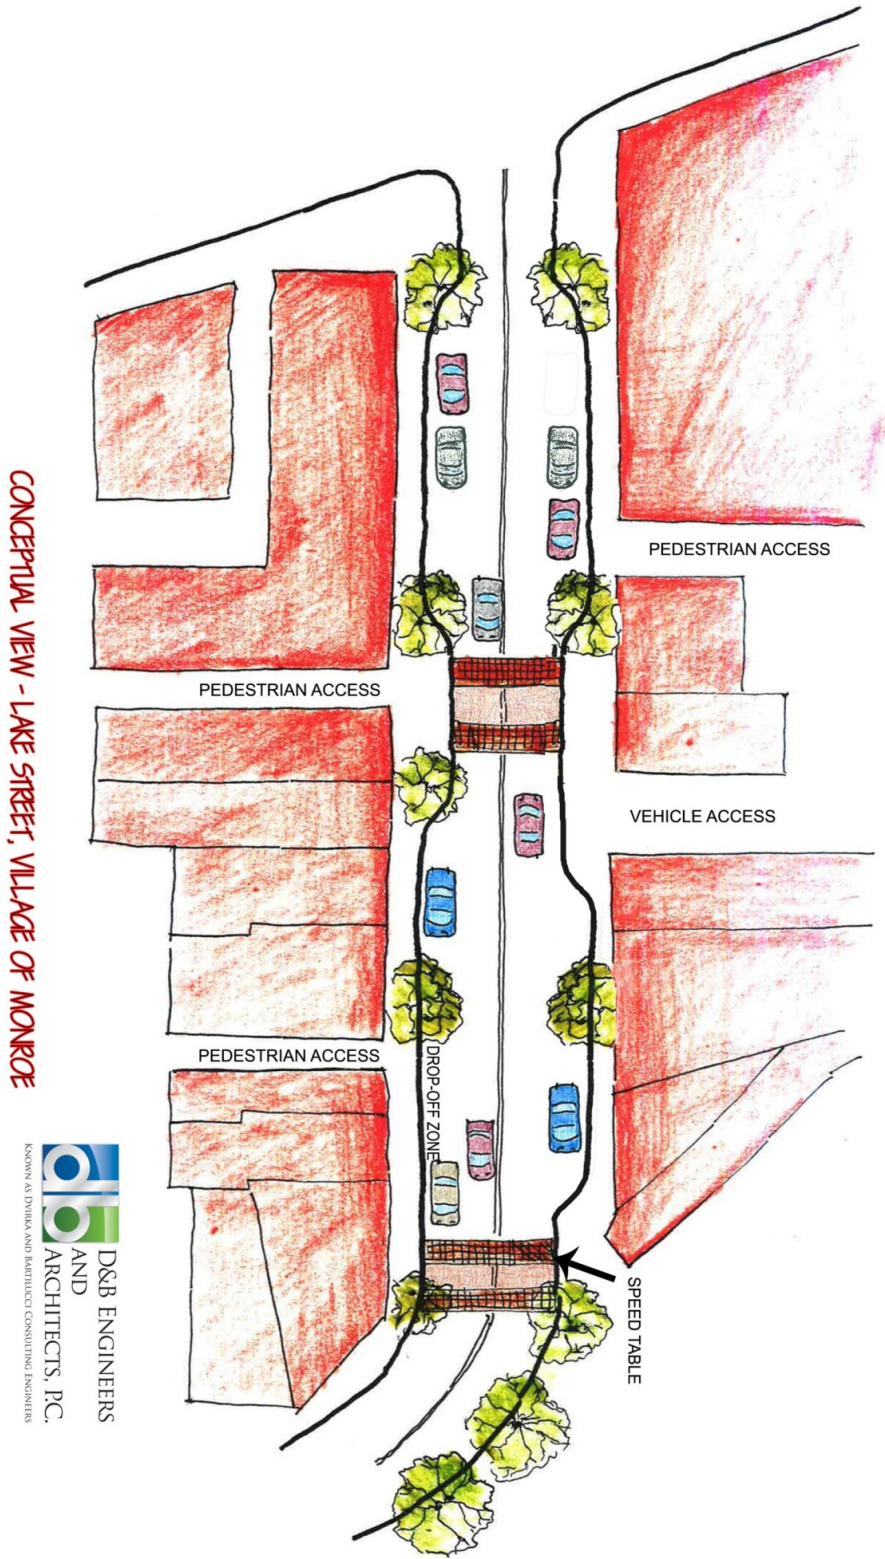 PEDESTRIAN ACCESS
PEDESTRIAN ACCESS
VEHICLE ACCESS
PEDESTRIAN ACCESS
DROP-OFF ZONE
SPEED TABLE
CONCEPTUAL VIEW - LAKE STREET, VILLAGE OF MONROE
db
D&B ENGINEERS
AND
ARCHITECTS, P.C.
KNOWN AS DVIRKA AND BARTILUCCI CONSULTING ENGINEERS